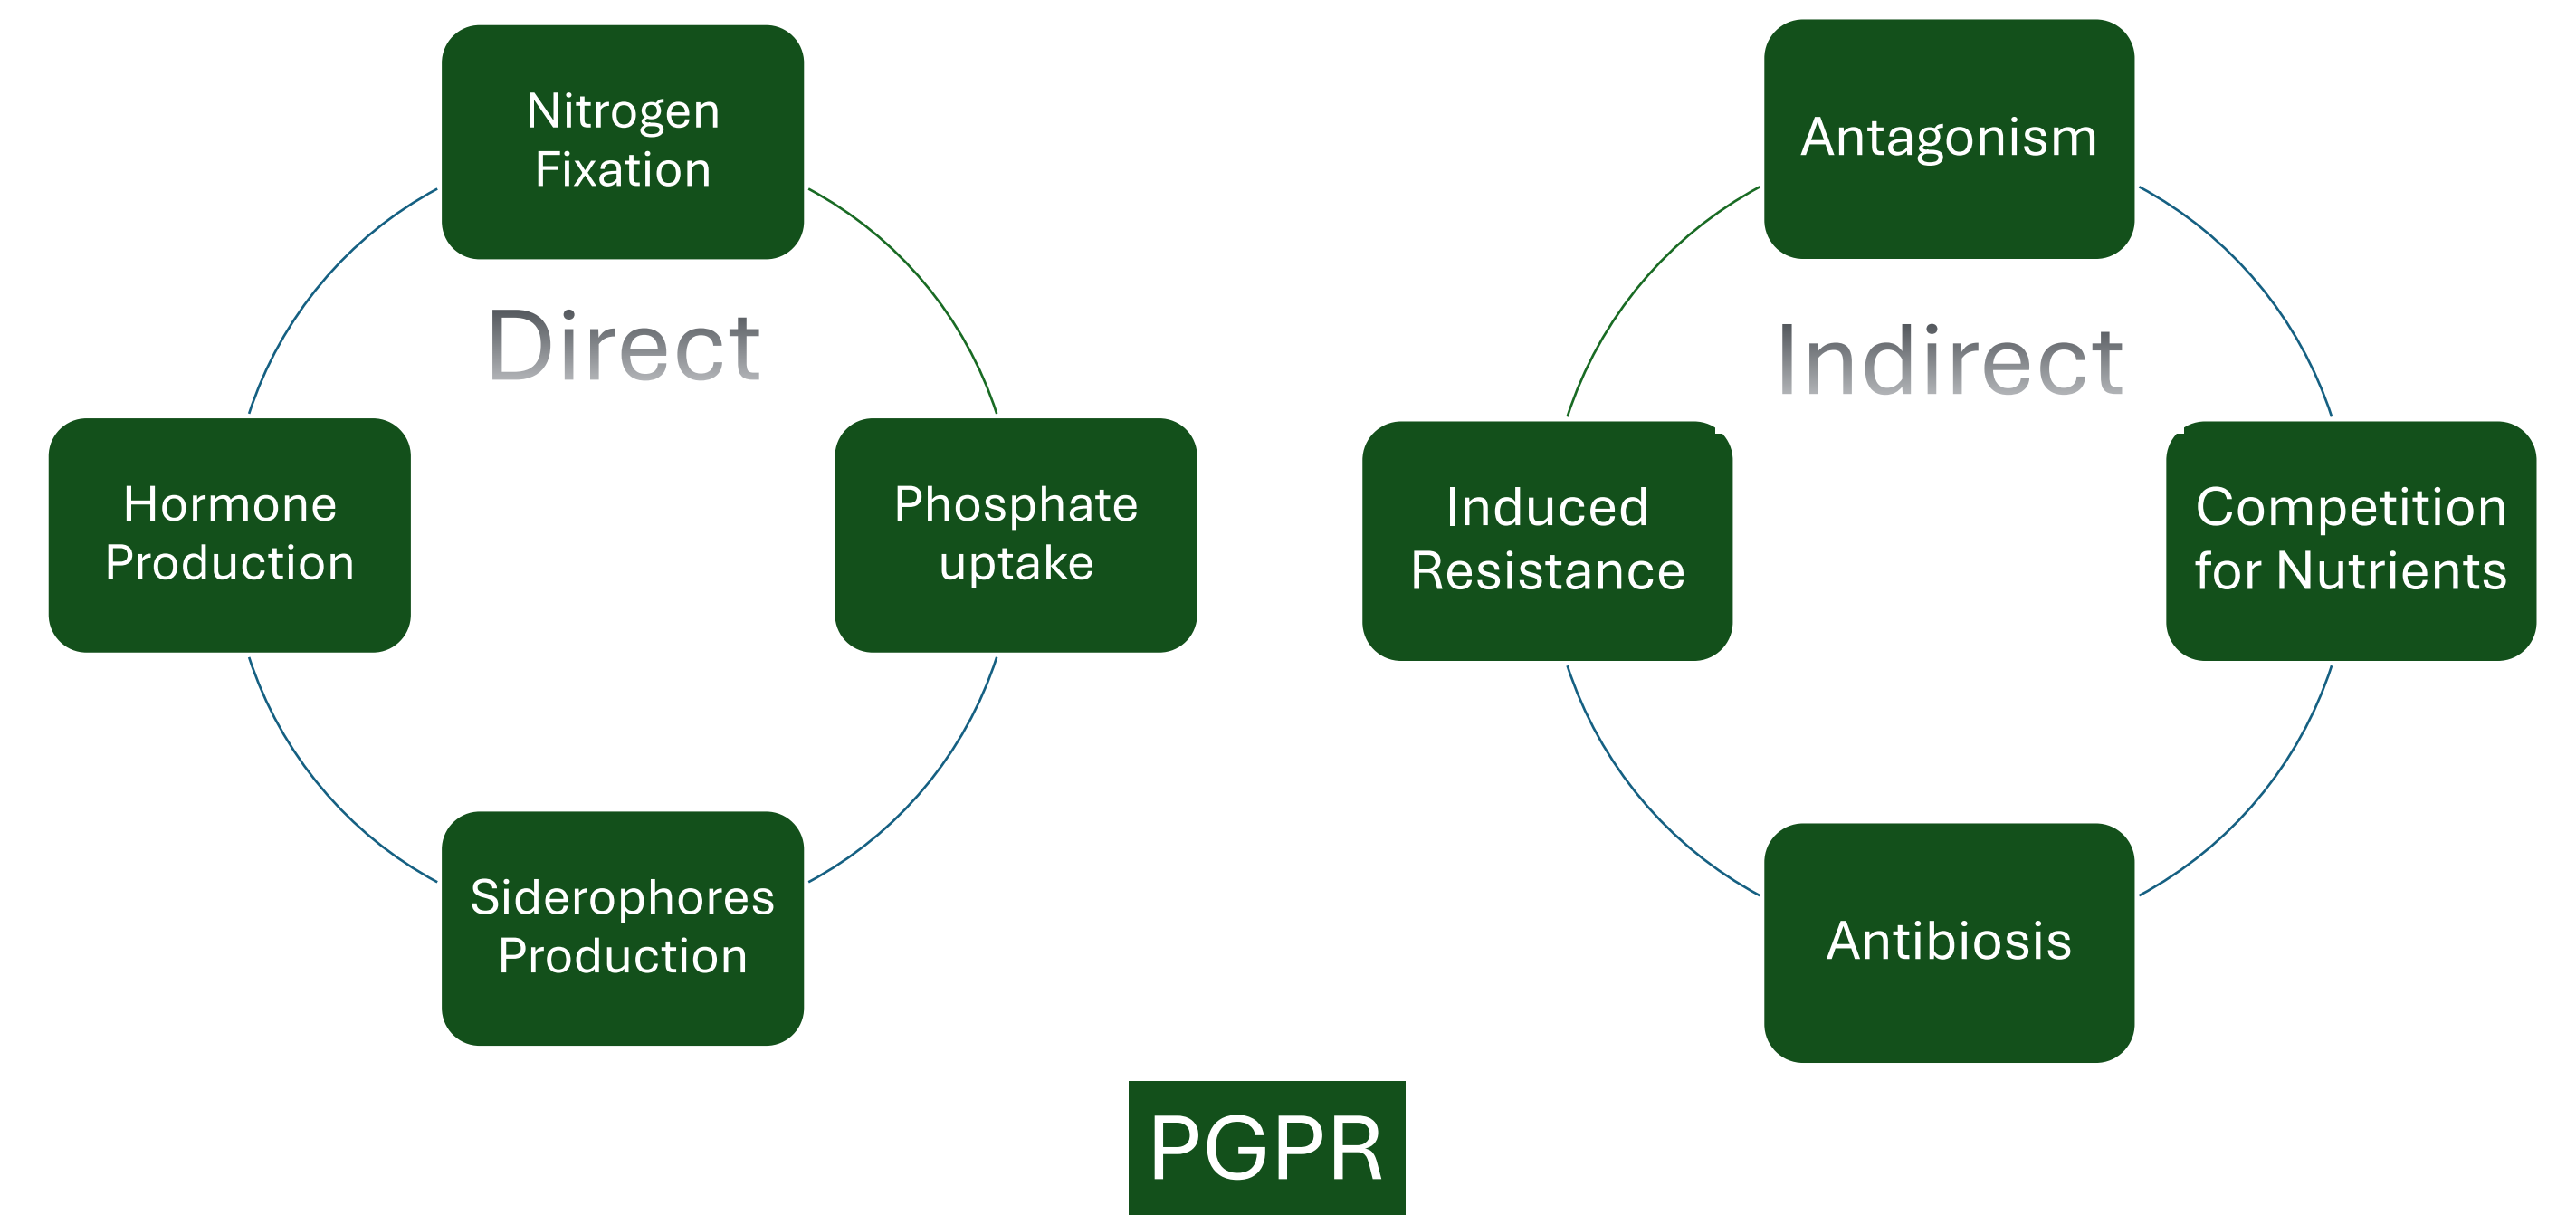 Nitrogen
Fixation
Direct
Hormone
Production
Phosphate
uptake
Siderophores
Production
Antagonism
Indirect
Induced
Resistance
Competition
for Nutrients
Antibiosis
PGPR